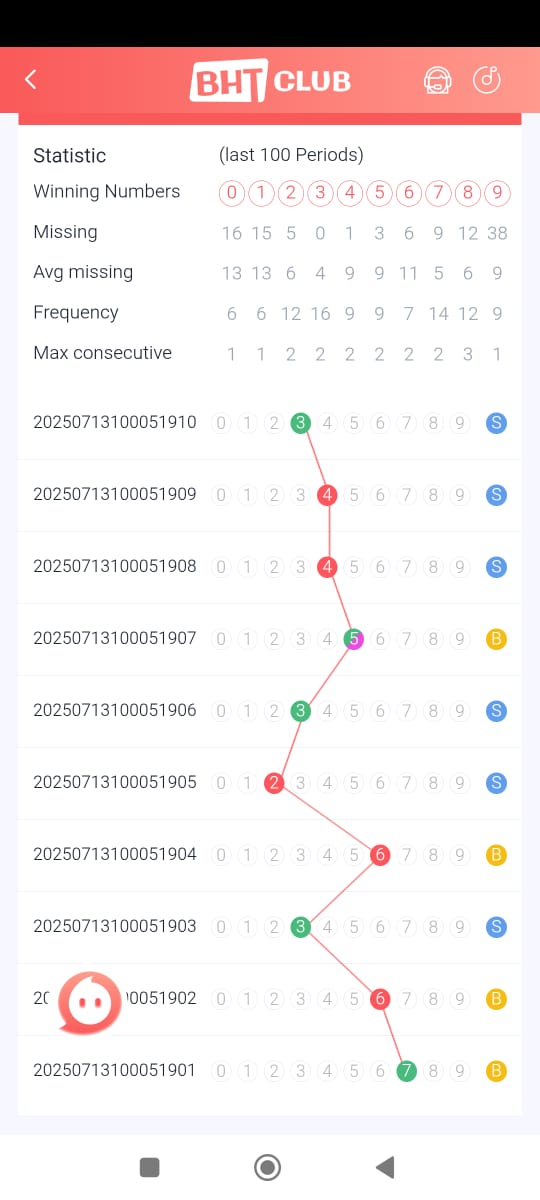 BHT CLUB
Statistic (last 100 Periods)
Winning Numbers 0 1 2 3 4 5 6 7 8 9
Missing 16 15 5 0 1 3 6 9 12 38
Avg missing 13 13 6 4 9 9 11 5 6 9
Frequency 6 6 12 16 9 9 7 14 12 9
Max consecutive 1 1 2 2 2 2 2 2 3 1
20250713100051910 0 1 2 3 4 5 6 7 8 9 S
20250713100051909 0 1 2 3 4 5 6 7 8 9 S
20250713100051908 0 1 2 3 4 5 6 7 8 9 S
20250713100051907 0 1 2 3 4 5 6 7 8 9 B
20250713100051906 0 1 2 3 4 5 6 7 8 9 S
20250713100051905 0 1 2 3 4 5 6 7 8 9 S
20250713100051904 0 1 2 3 4 5 6 7 8 9 B
20250713100051903 0 1 2 3 4 5 6 7 8 9 S
0051902 0 1 2 3 4 5 6 7 8 9 B
20250713100051901 0 1 2 3 4 5 6 7 8 9 B